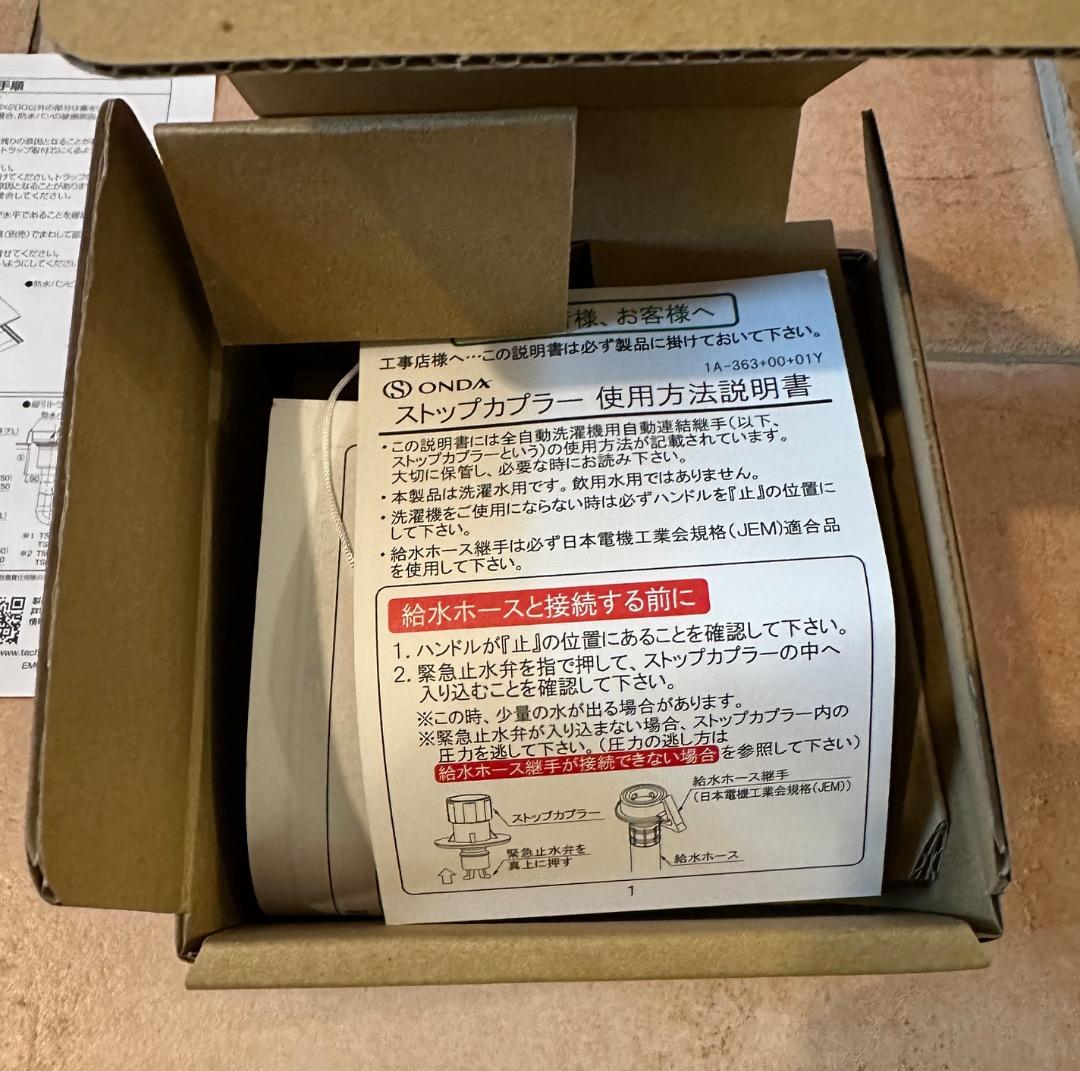 手順
い。
てください。
●防水パンに
様、お客様へ
工事店様へ…この説明書は必ず製品に掛けておいて下さい。
1A-363+00+01Y
ONDA
ストップカプラー 使用方法説明書
・この説明書には全自動洗濯機用自動連結継手(以下、
ストップカプラーという)の使用方法が記載されています。
大切に保管し、必要な時にお読み下さい。
・本製品は洗濯水用です。飲用水用ではありません。
・洗濯機をご使用にならない時は必ずハンドルを『止』の位置に
して下さい。
・給水ホース継手は必ず日本電機工業会規格(JEM)適合品
を使用して下さい。
給水ホースと接続する前に
1. ハンドルが『止』の位置にあることを確認して下さい。
2. 緊急止水弁を指で押して、ストップカプラーの中へ
入り込むことを確認して下さい。
※この時、少量の水が出る場合があります。
※緊急止水弁が入り込まない場合、ストップカプラー内の
圧力を逃して下さい。(圧力の逃し方は
給水ホース継手が接続できない場合を参照して下さい)
ストップカプラー
緊急止水弁を
真上に押す
給水ホース継手
(日本電機工業会規格(JEM))
給水ホース
1